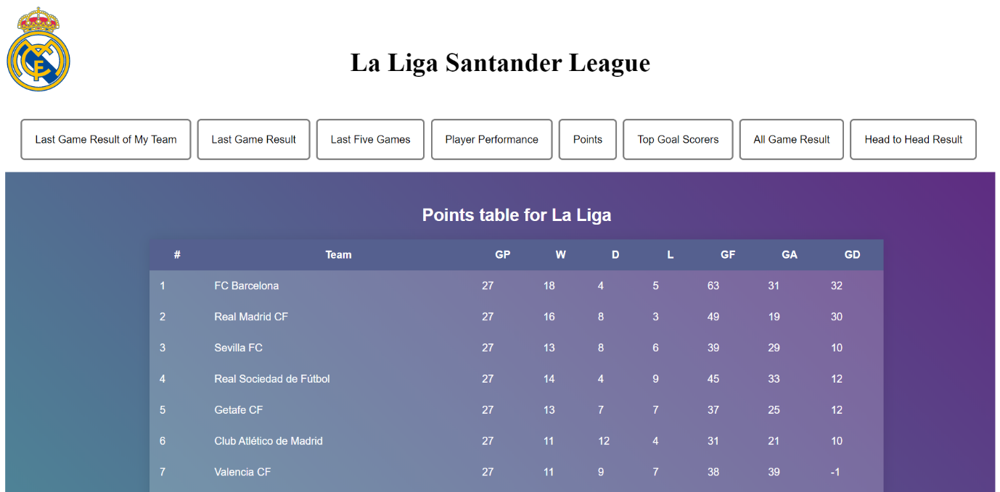 La Liga Santander League
Last Game Result of My Team Last Game Result Last Five Games Player Performance Points Top Goal Scorers All Game Result Head to Head Result
Points table for La Liga
# Team GP W D L GF GA GD
1 FC Barcelona 27 18 4 5 63 31 32
2 Real Madrid CF 27 16 8 3 49 19 30
3 Sevilla FC 27 13 8 6 39 29 10
4 Real Sociedad de Fútbol 27 14 4 9 45 33 12
5 Getafe CF 27 13 7 7 37 25 12
6 Club Atlético de Madrid 27 11 12 4 31 21 10
7 Valencia CF 27 11 9 7 38 39 -1